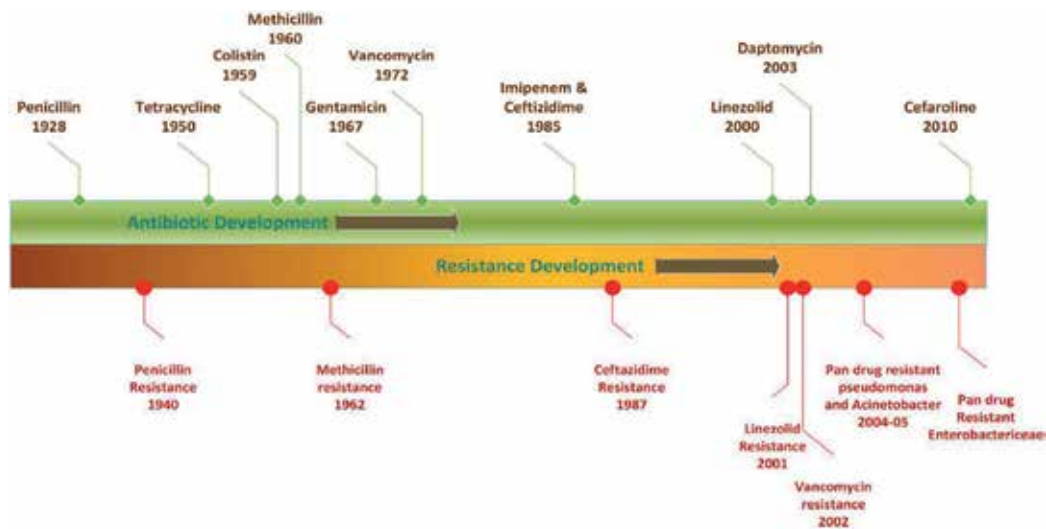 Methicillin
1960
Colistin
1959
Vancomycin
1972
Daptomycin
2003
Penicillin
1928
Tetracycline
1950
Gentamicin
1967
Imipenem &
Ceftizidime
1985
Linezolid
2000
Cefaroline
2010
Antibiotic Development
Resistance Development
Penicillin
Resistance
1940
Methicillin
resistance
1962
Ceftazidime
Resistance
1987
Linezolid
Resistance
2001
Vancomycin
resistance
2002
Pan drug resistant
pseudomonas
and Acinetobacter
2004-05
Pan drug
Resistant
Enterobactericeae